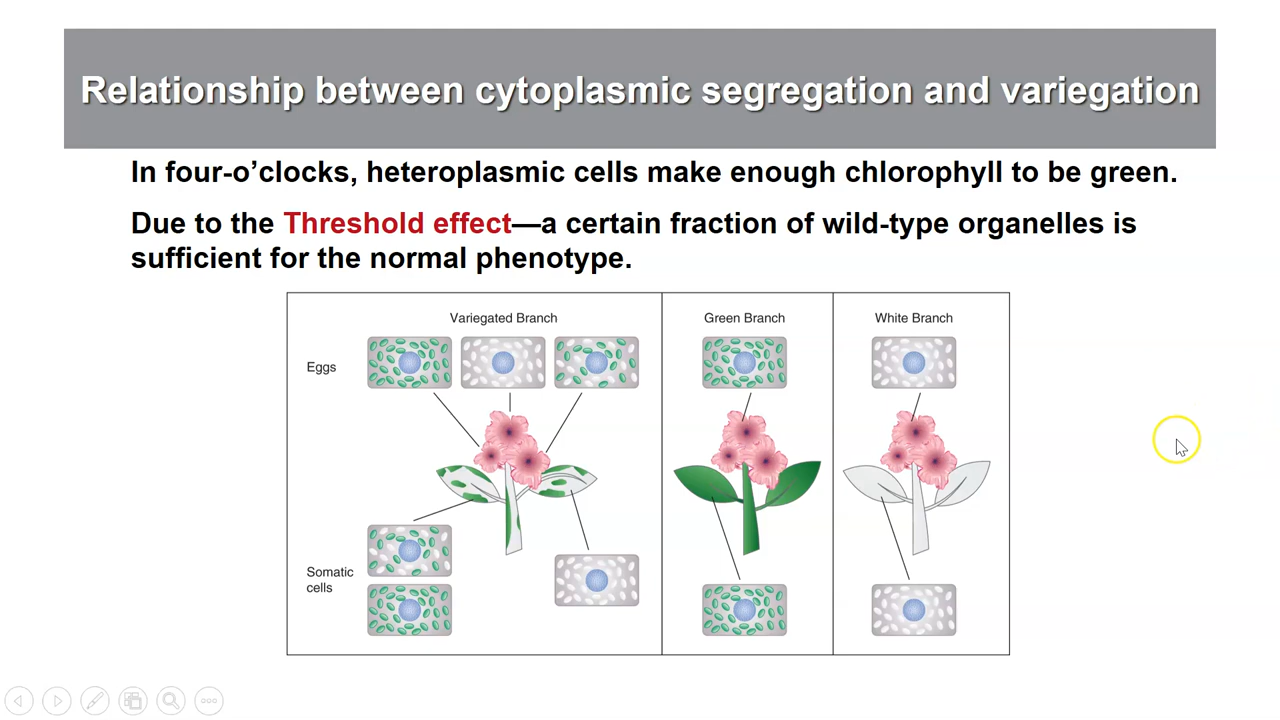 Relationship between cytoplasmic segregation and variegation
In four-o’clocks, heteroplasmic cells make enough chlorophyll to be green.
Due to the Threshold effect—a certain fraction of wild-type organelles is
sufficient for the normal phenotype.
Variegated Branch
Green Branch
White Branch
Eggs
Somatic
cells